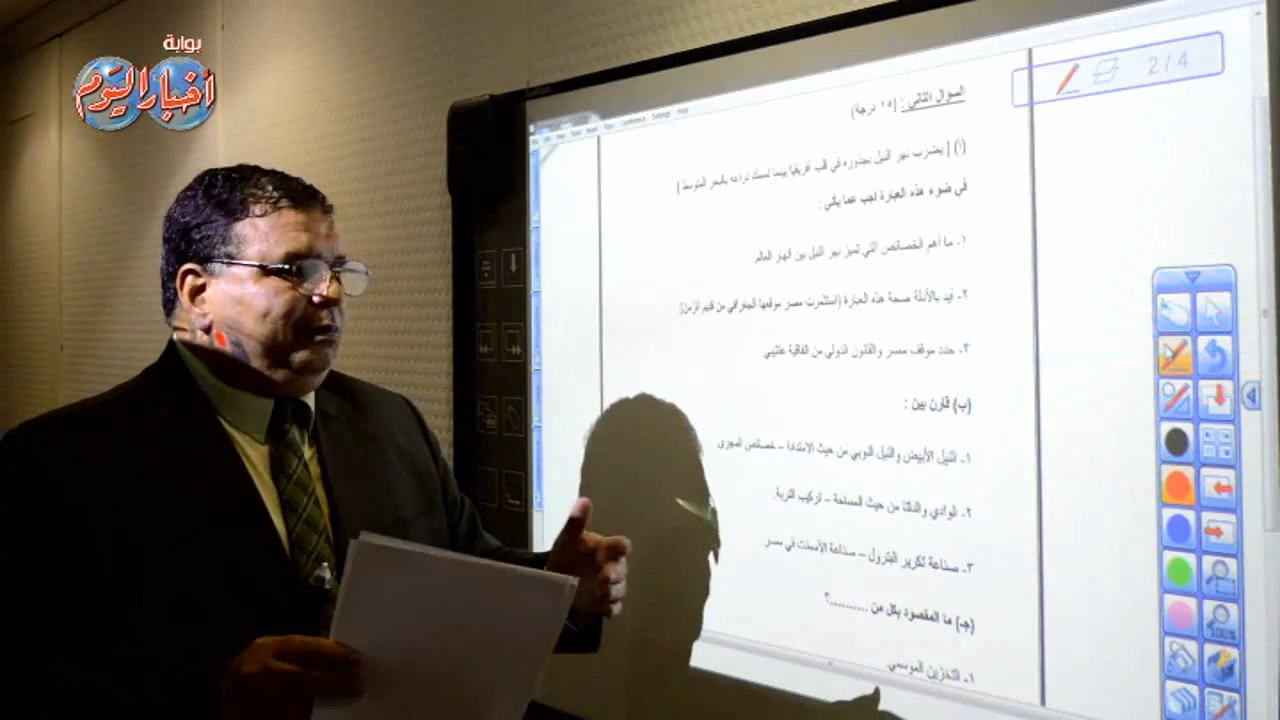 بوابة
أخبار اليوم
2/4
السؤال الثاني : (١٥ درجة)
(أ) [ يضرب نهر النيل بجذوره في قلب أفريقيا بينما تمسك ذراعه بالبحر المتوسط ]
في ضوء هذه العبارة اجب عما يأتي :
١- ما أهم الخصائص التي تميز نهر النيل بين أنهار العالم
٢- أيد بالأدلة صحة هذه العبارة (استثمرت مصر موقعها الجغرافي من قديم الزمن)
٣- حدد موقف مصر والقانون الدولي من اتفاقية عنتيبي
(ب) قارن بين :
١- النيل الأبيض والنيل النوبي من حيث الامتداد – خصائص المجرى
٢- الوادي والدلتا من حيث المساحة – تركيب التربة.
٣- صناعة تكرير البترول – صناعة الأسمنت في مصر.
(جـ) ما المقصود بكل من ..........؟
١- التخزين الموسمي.
100%